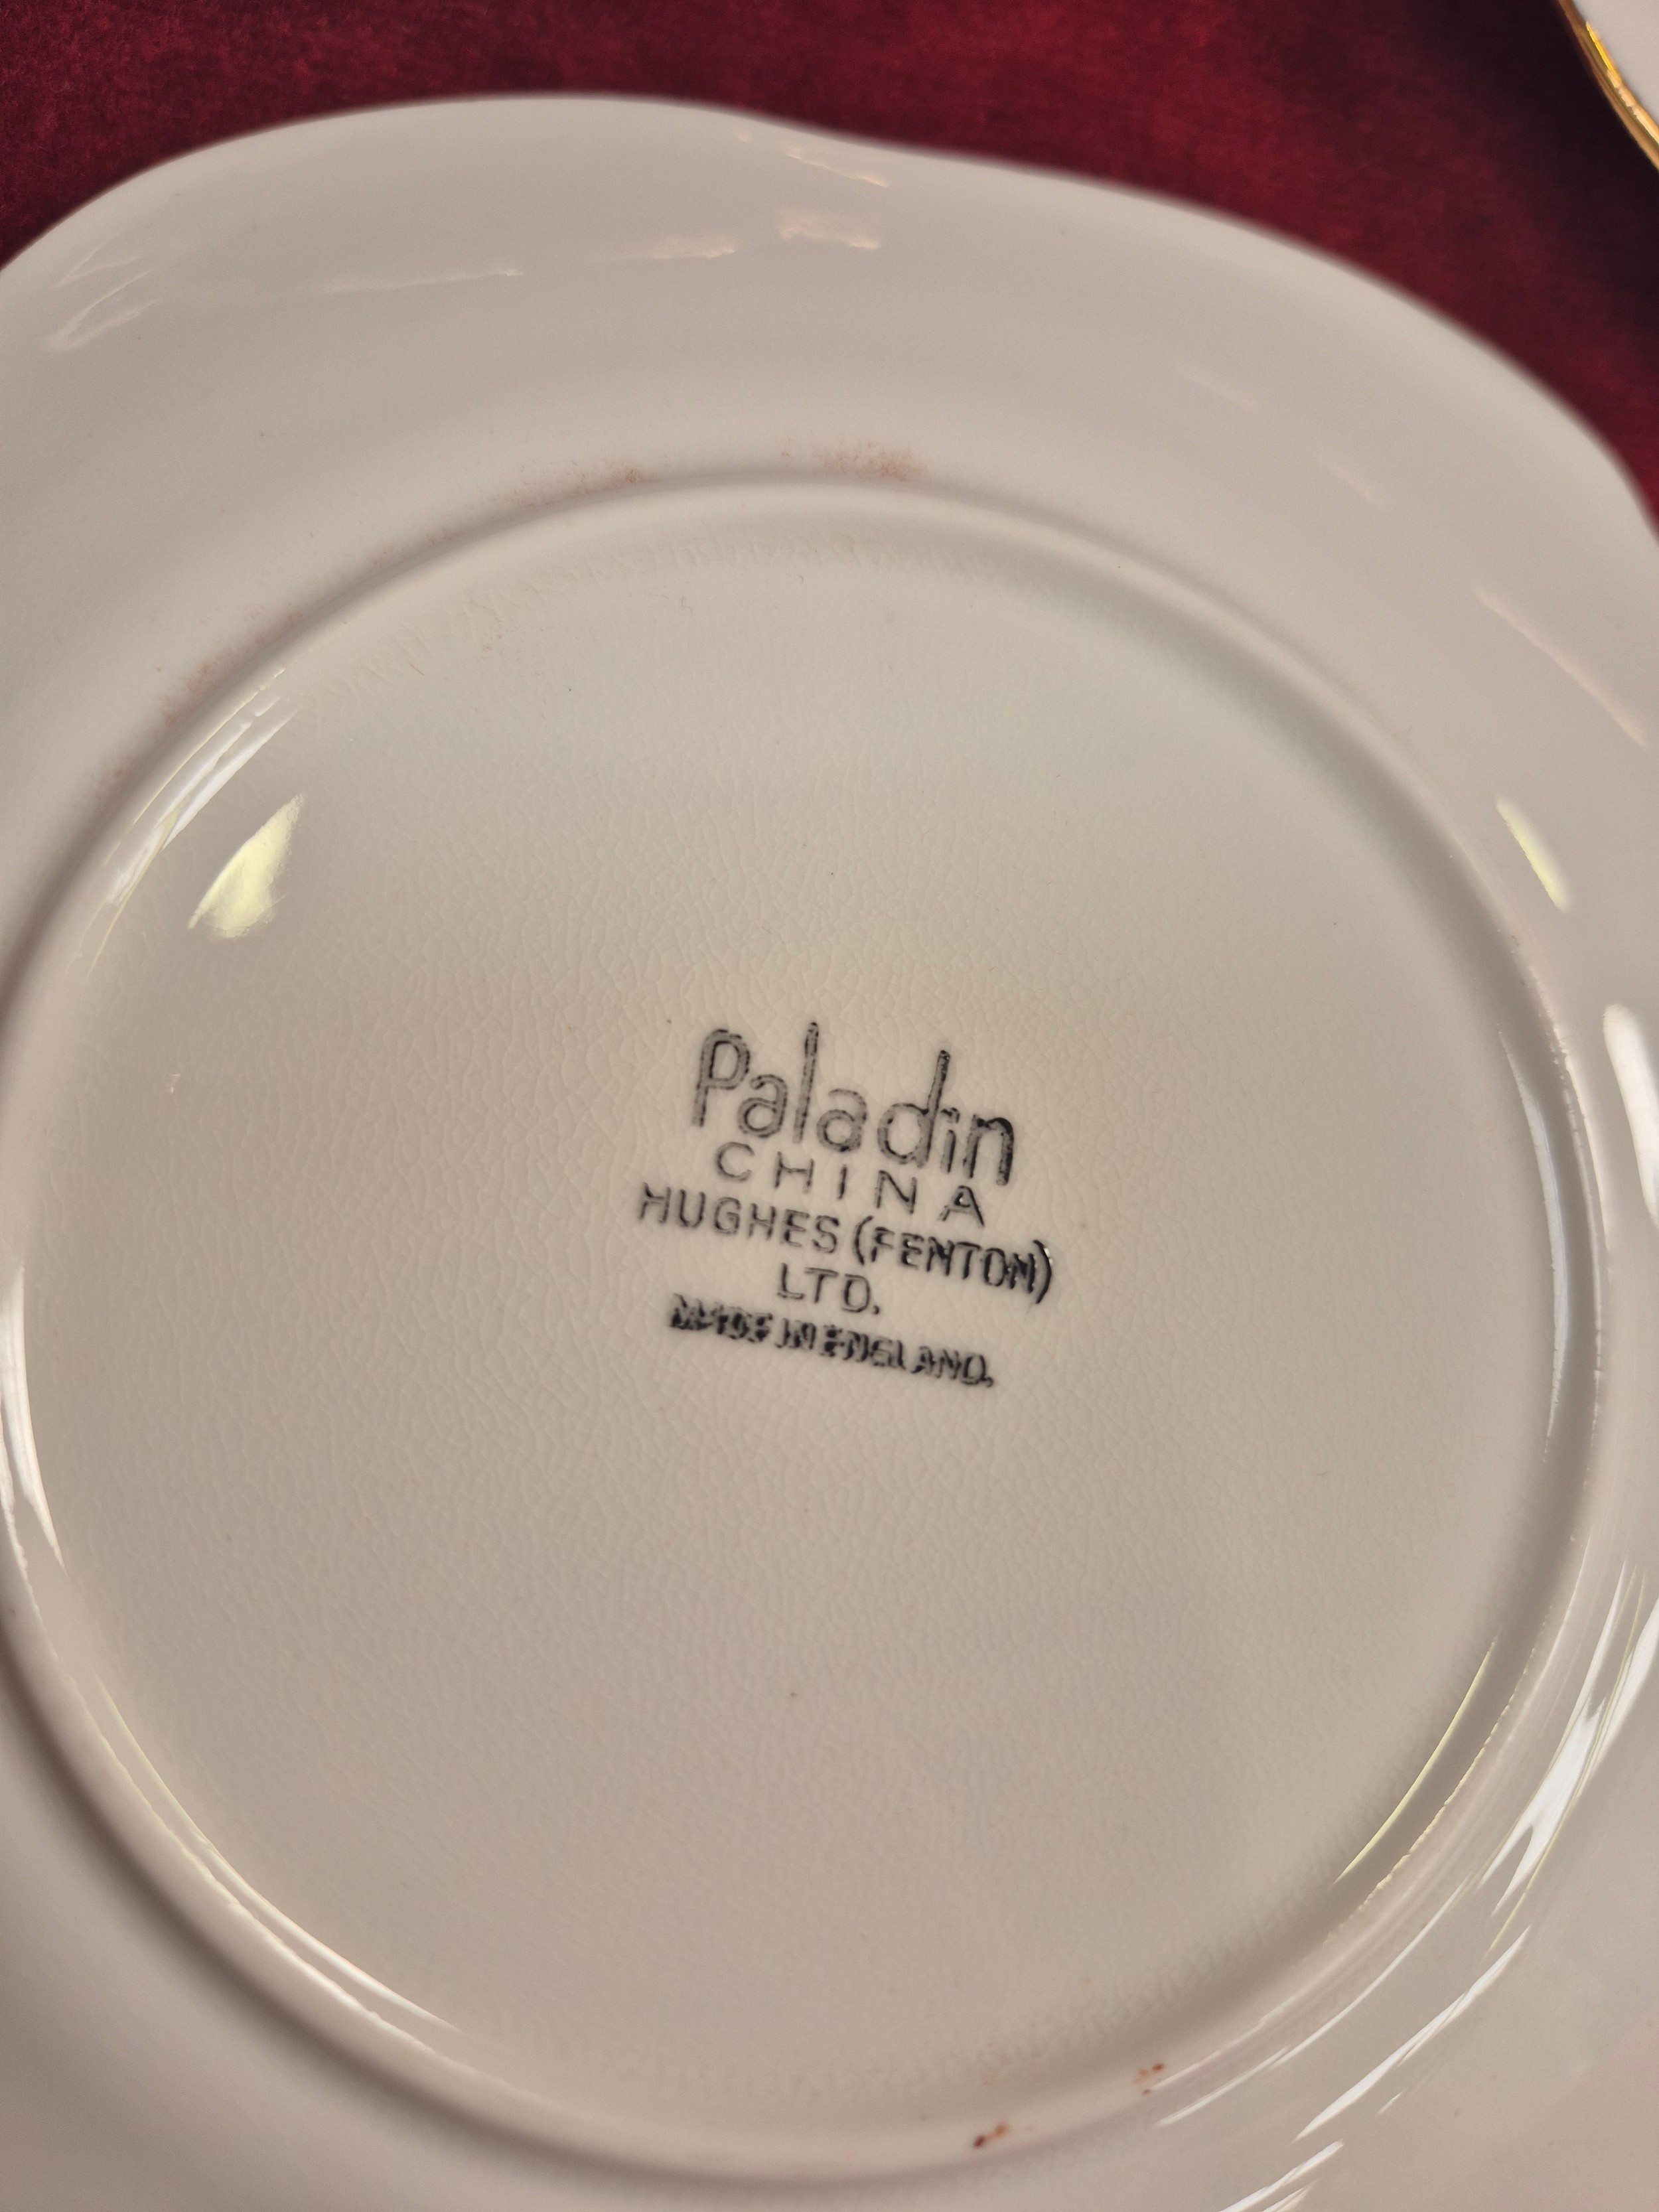 Paladin
CHINA
HUGHES (FENTON)
LTD.
MADE IN ENGLAND.